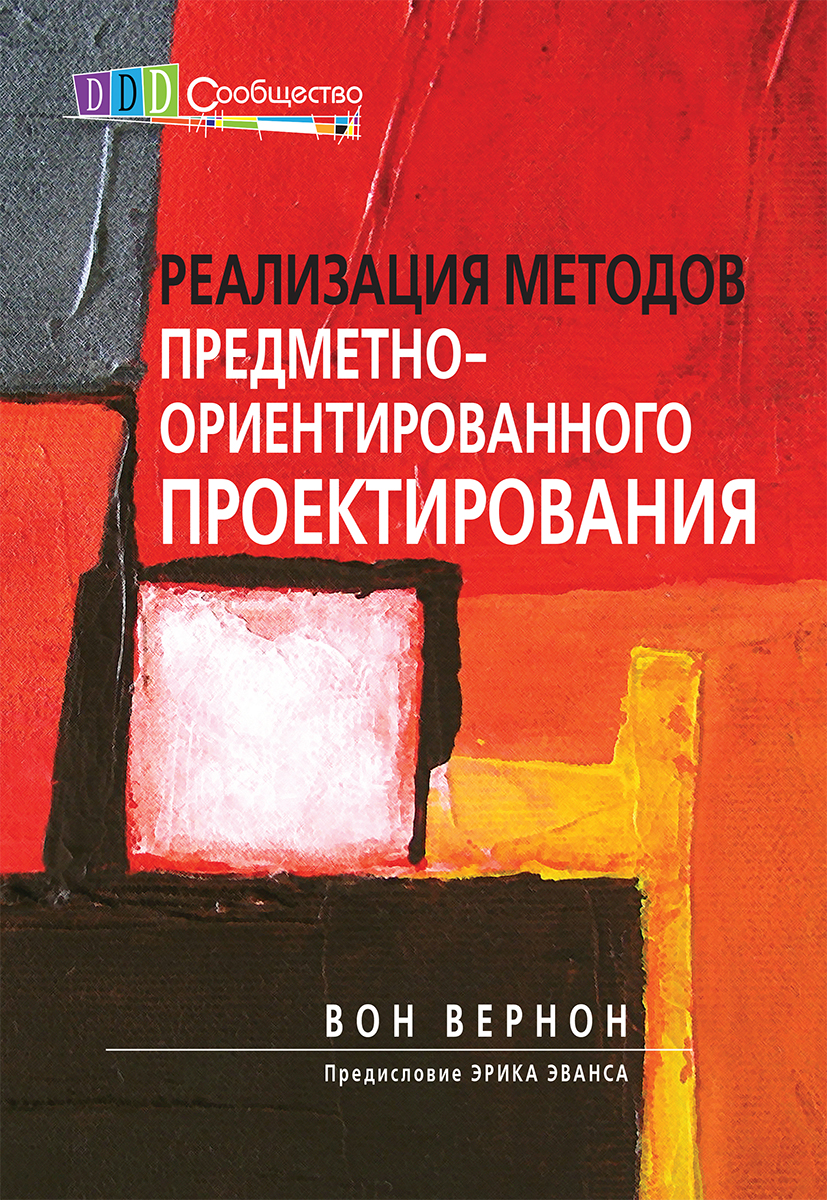 DDD Сообщество
РЕАЛИЗАЦИЯ МЕТОДОВ
ПРЕДМЕТНО-
ОРИЕНТИРОВАННОГО
ПРОЕКТИРОВАНИЯ
ВОН ВЕРНОН
Предисловие ЭРИКА ЭВАНСА